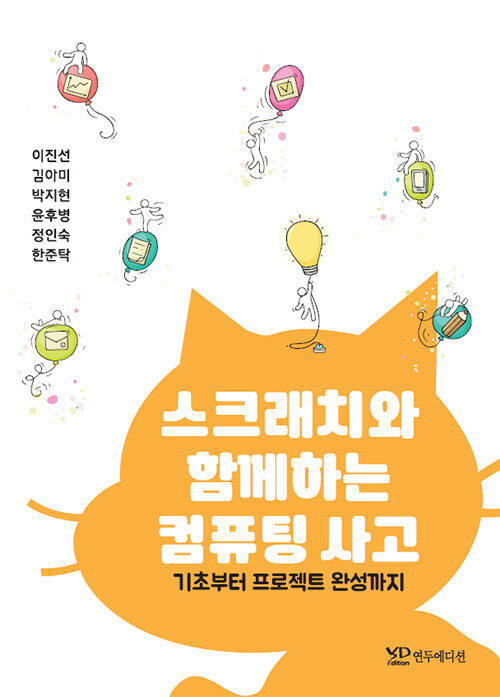 이진선
김아미
박지현
윤후병
정인숙
한준탁
스크래치와
함께하는
컴퓨팅 사고
기초부터 프로젝트 완성까지
YD Edition 연두에디션